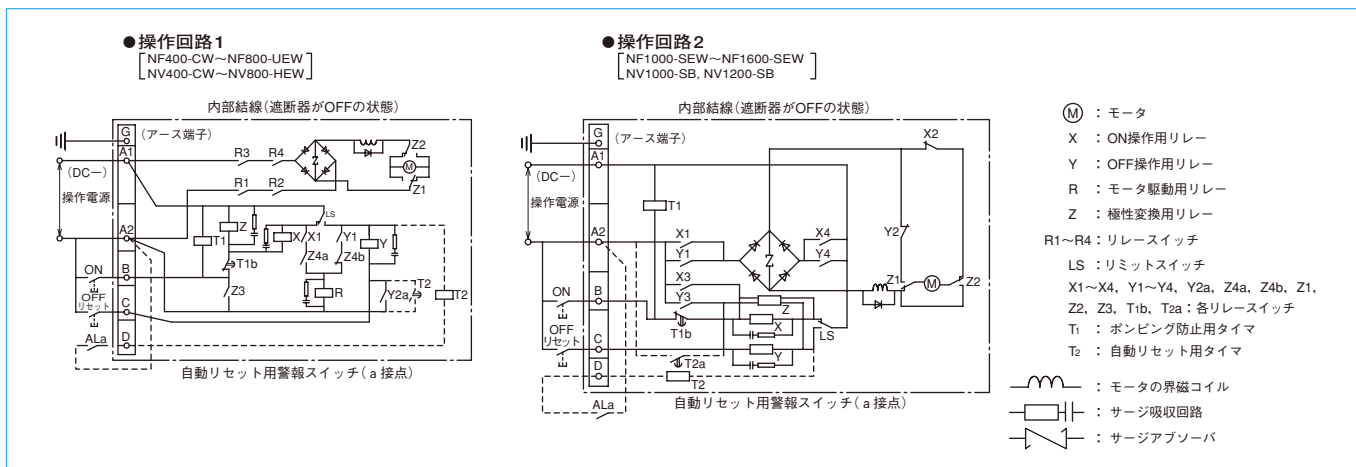 ●操作回路1
NF400-CW～NF800-UEW
NV400-CW～NV800-HEW
内部結線(遮断器がOFFの状態)
G
(アース端子)
A1
R3
R4
Z2
M
Z1
(DC－)
操作電源
R1
R2
LS
A2
T1
Z
X
X1
Y1
Y
Z4a
Z4b
T1b
ON
B
Z3
R
Y2a
T2
T2
OFF
リセット
C
ALa
D
自動リセット用警報スイッチ(a接点)
●操作回路2
NF1000-SEW～NF1600-SEW
NV1000-SB, NV1200-SB
内部結線(遮断器がOFFの状態)
G
(アース端子)
X2
A1
(DC－)
操作電源
T1
A2
X1
Y1
X4
Y4
Y2
X3
Y3
Z1
M
Z2
ON
B
Z
T1b
X
LS
OFF
リセット
C
Y
T2a
D
T2
ALa
自動リセット用警報スイッチ(a接点)
M : モータ
X : ON操作用リレー
Y : OFF操作用リレー
R : モータ駆動用リレー
Z : 極性変換用リレー
R1～R4 : リレースイッチ
LS : リミットスイッチ
X1～X4, Y1～Y4, Y2a, Z4a, Z4b, Z1,
Z2, Z3, T1b, T2a : 各リレースイッチ
T1 : ポンピング防止用タイマ
T2 : 自動リセット用タイマ
: モータの界磁コイル
: サージ吸収回路
: サージアブソーバ